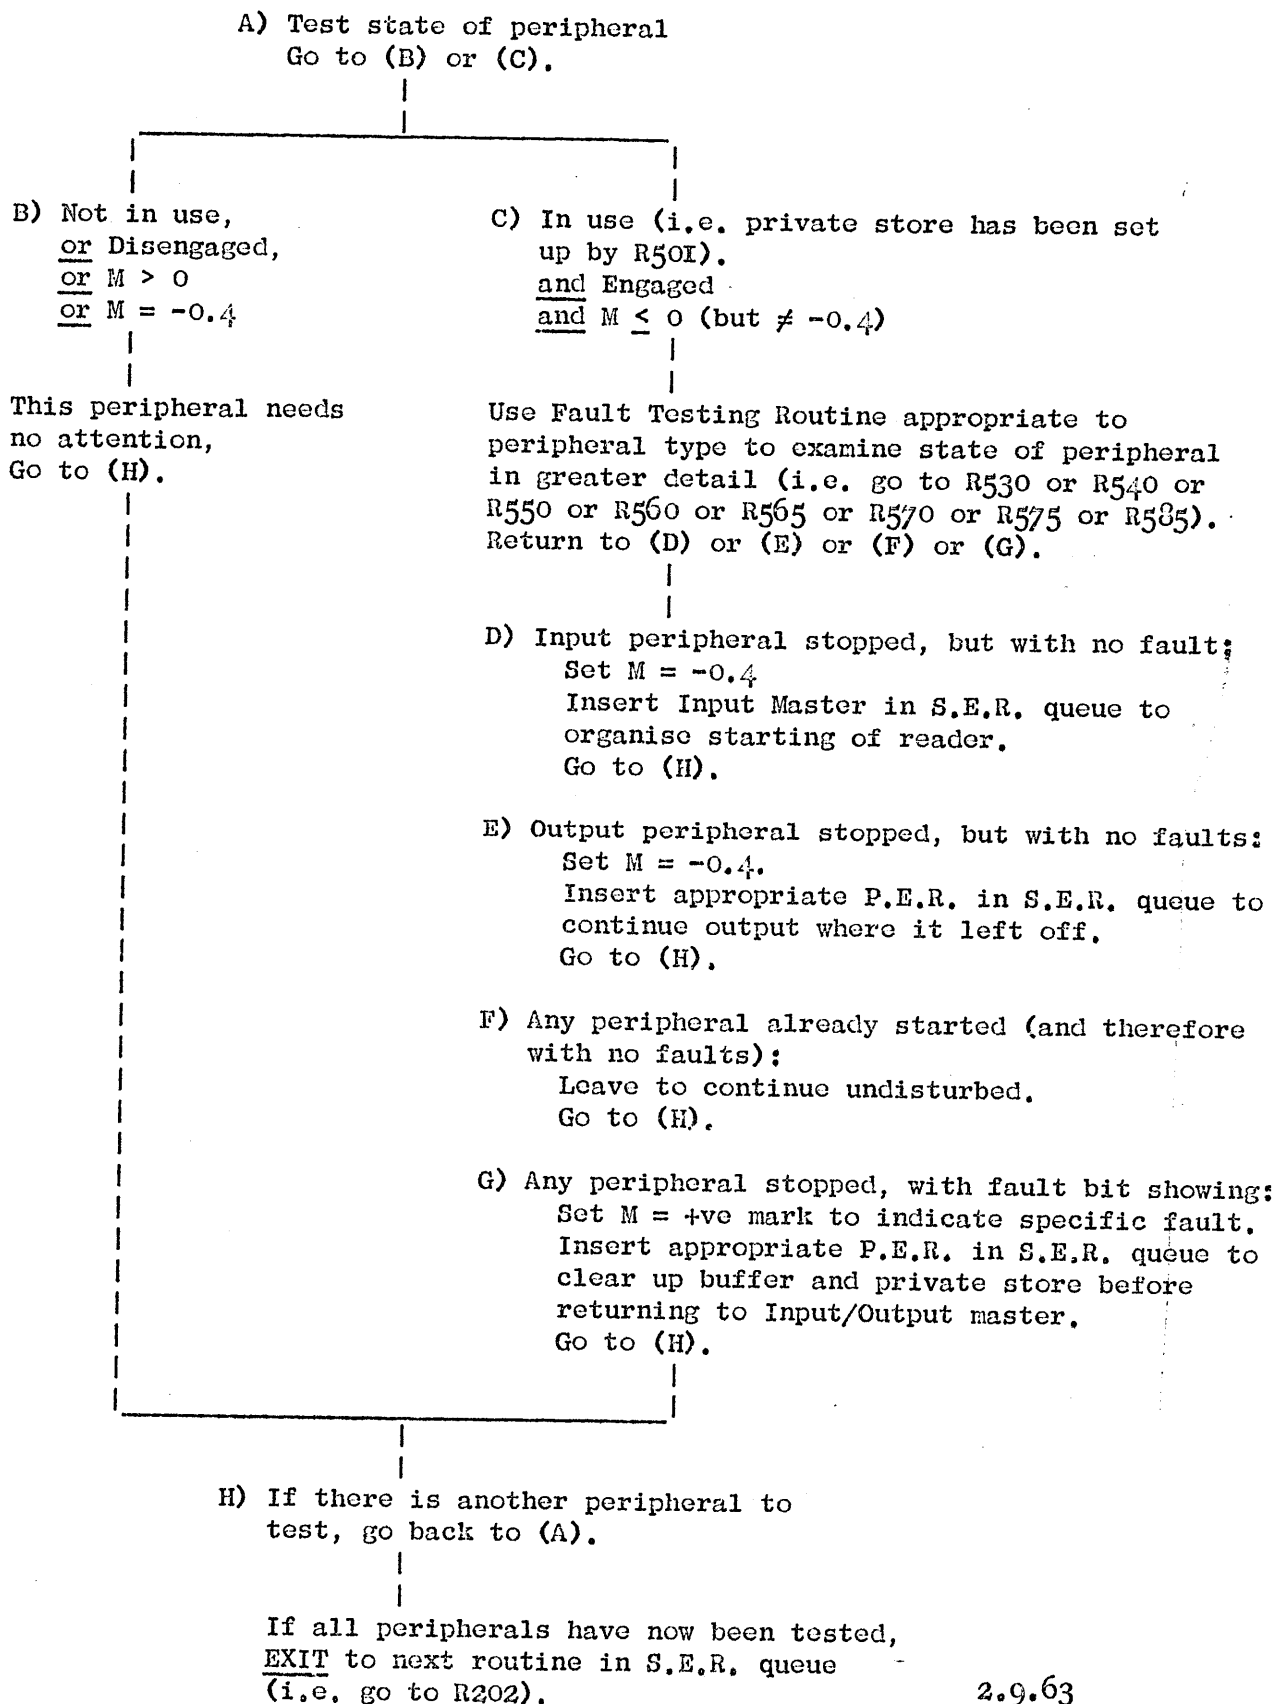 A) Test state of peripheral
Go to (B) or (C).
B) Not in use,
or Disengaged,
or M > 0
or M = -0.4
This peripheral needs
no attention,
Go to (H).
C) In use (i.e. private store has been set
up by R50I).
and Engaged
and M ≤ 0 (but ≠ -0.4)
Use Fault Testing Routine appropriate to
peripheral type to examine state of peripheral
in greater detail (i.e. go to R530 or R540 or
R550 or R560 or R565 or R570 or R575 or R585).
Return to (D) or (E) or (F) or (G).
D) Input peripheral stopped, but with no fault;
Set M = -0.4
Insert Input Master in S.E.R. queue to
organise starting of reader.
Go to (H).
E) Output peripheral stopped, but with no faults:
Set M = -0.4.
Insert appropriate P.E.R. in S.E.R. queue to
continue output where it left off.
Go to (H).
F) Any peripheral already started (and therefore
with no faults);
Leave to continue undisturbed.
Go to (H).
G) Any peripheral stopped, with fault bit showing:
Set M = +ve mark to indicate specific fault.
Insert appropriate P.E.R. in S.E.R. queue to
clear up buffer and private store before
returning to Input/Output master.
Go to (H).
H) If there is another peripheral to
test, go back to (A).
If all peripherals have now been tested,
EXIT to next routine in S.E.R. queue
(i.e. go to R202).
2.9.63